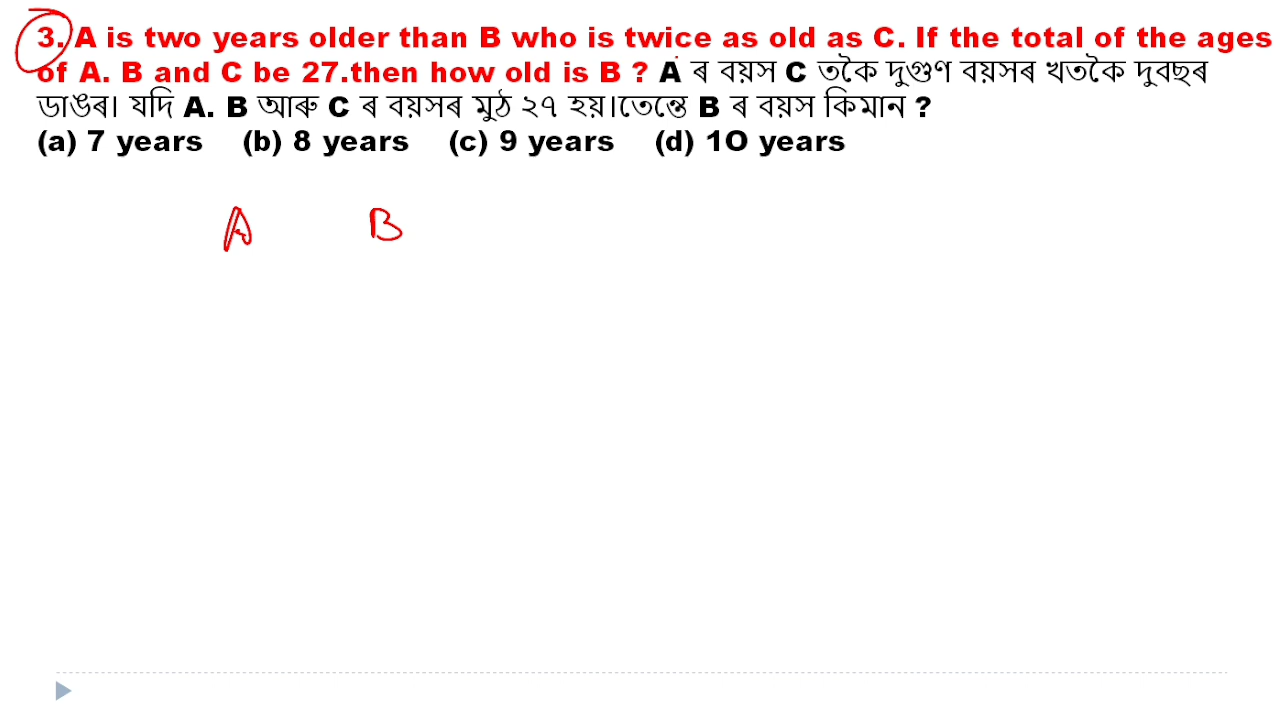 3. A is two years older than B who is twice as old as C. If the total of the ages
of A. B and C be 27.then how old is B ? A ৰ বয়স C তকৈ দুগুণ বয়সৰ খতকৈ দুবছৰ
ডাঙৰ। যদি A. B আৰু C ৰ বয়সৰ মুঠ ২৭ হয়।তেন্তে B ৰ বয়স কিমান ?
(a) 7 years (b) 8 years (c) 9 years (d) 1O years
A B